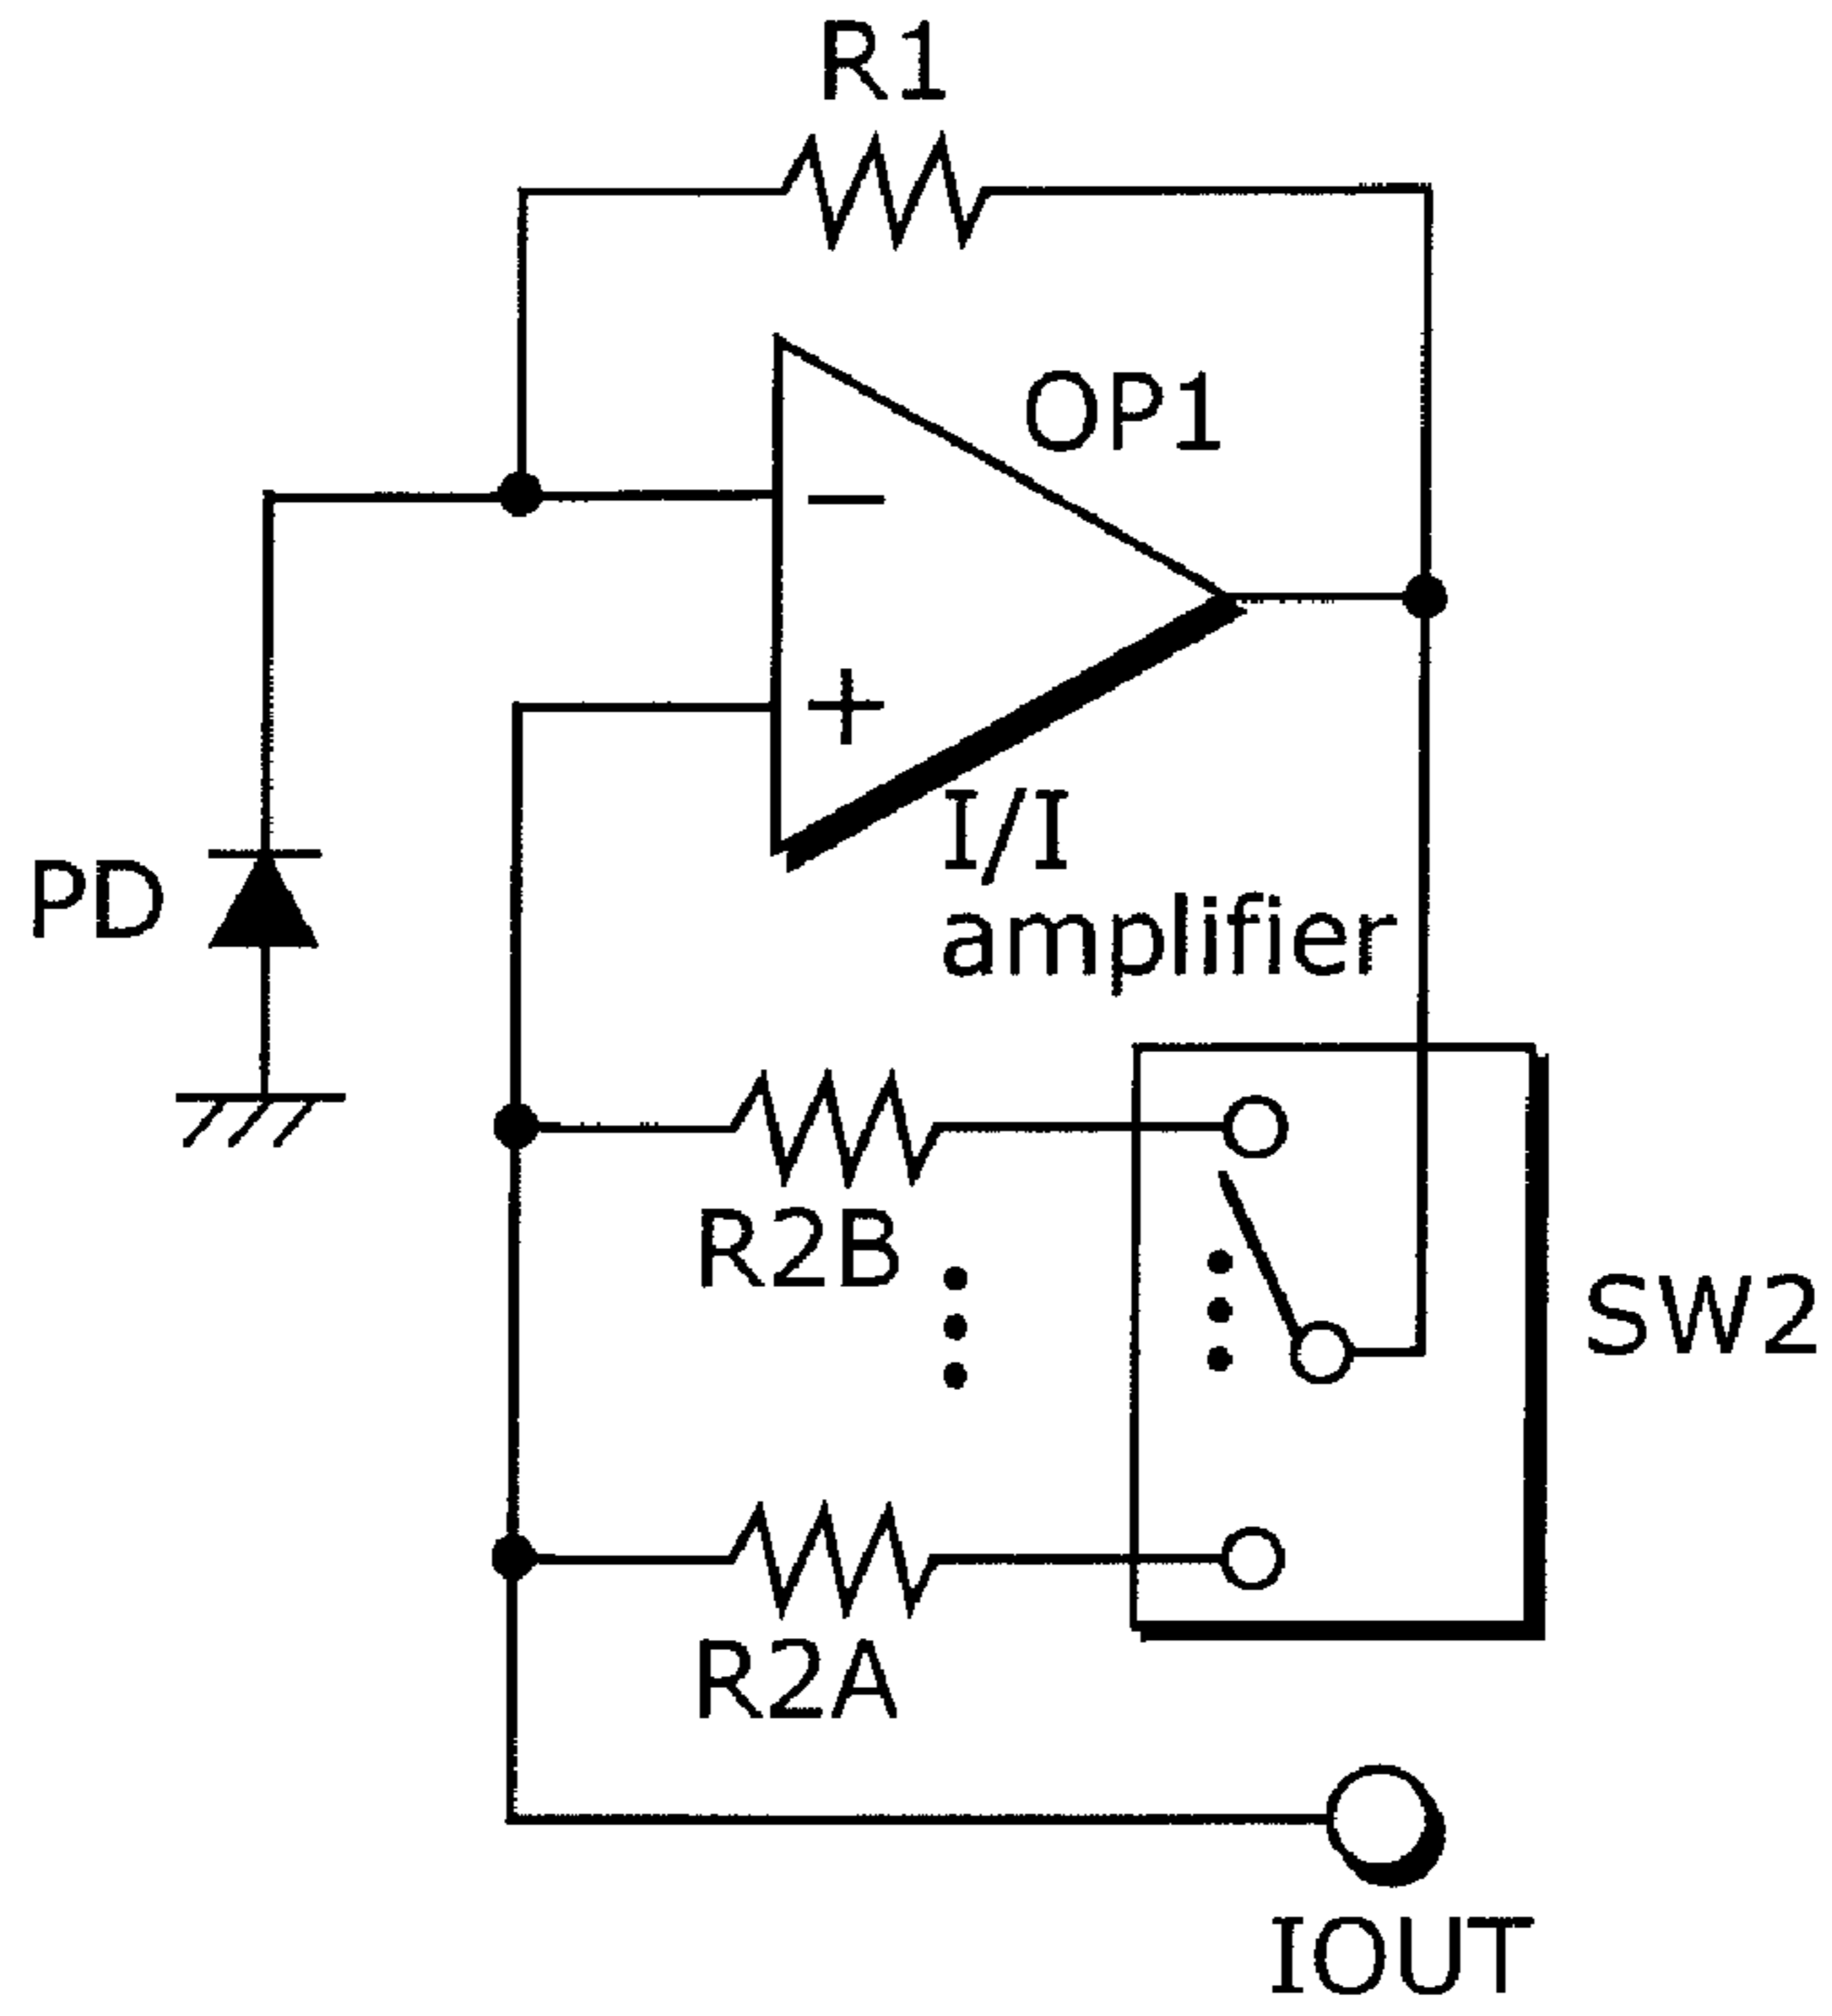 R1
OP1
−
+
I/I
amplifier
PD
R2B
SW2
R2A
IOUT